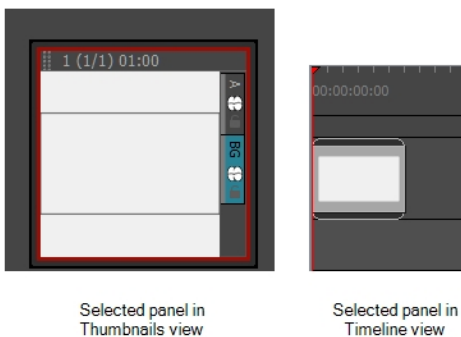 1 (1/1) 01:00
A
BG
00:00:00:00
Selected panel in
Thumbnails view
Selected panel in
Timeline view